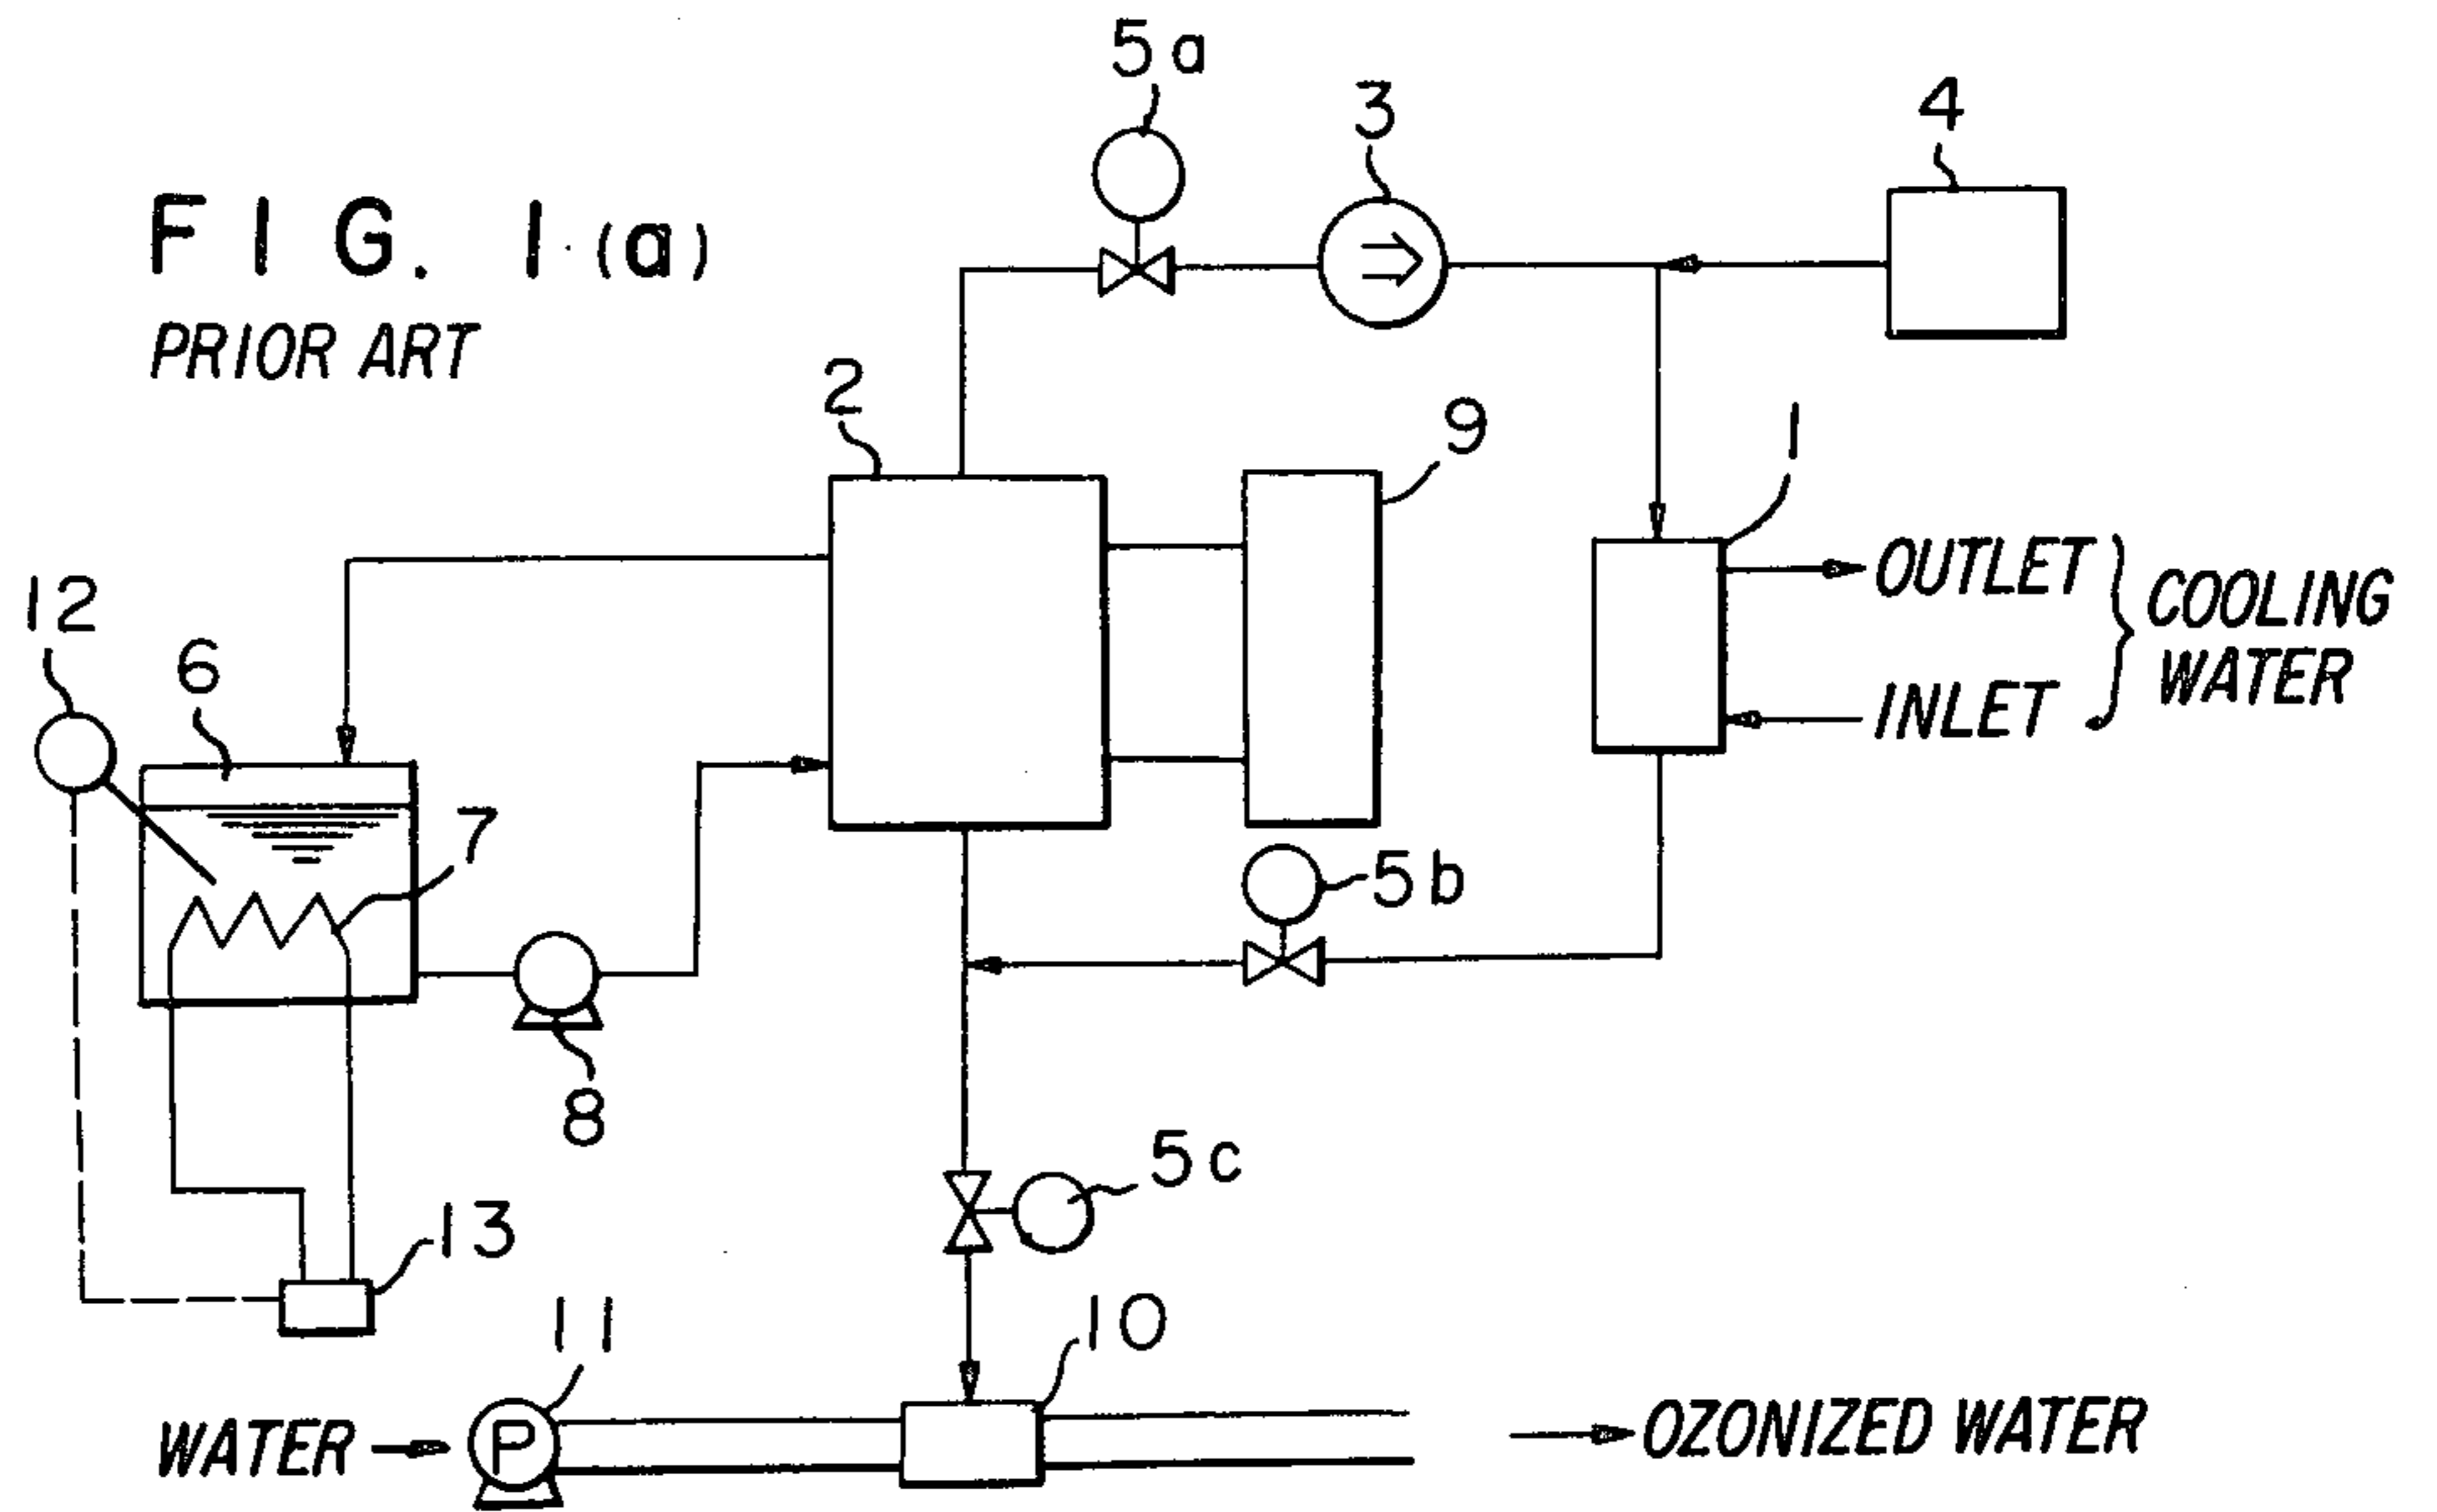 5a
3
4
FIG. 1(a)
PRIOR ART
2
9
1
OUTLET
COOLING
WATER
INLET
12
6
7
5b
8
5c
13
11
10
WATER
P
OZONIZED WATER